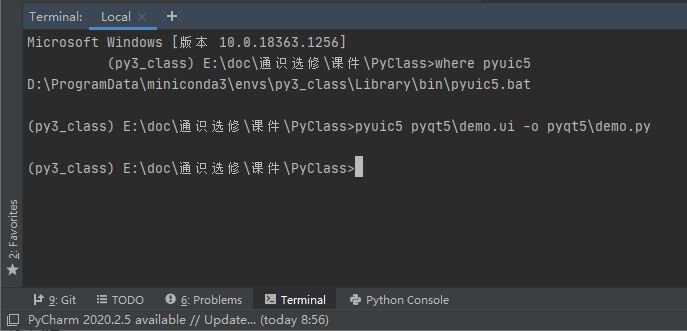 Terminal: Local × +
Microsoft Windows [版本 10.0.18363.1256]
(py3_class) E:\doc\通识选修\课件\PyClass>where pyuic5
D:\ProgramData\miniconda3\envs\py3_class\Library\bin\pyuic5.bat
(py3_class) E:\doc\通识选修\课件\PyClass>pyuic5 pyqt5\demo.ui -o pyqt5\demo.py
(py3_class) E:\doc\通识选修\课件\PyClass>
2: Favorites
9: Git TODO 6: Problems Terminal Python Console
PyCharm 2020.2.5 available // Update... (today 8:56)